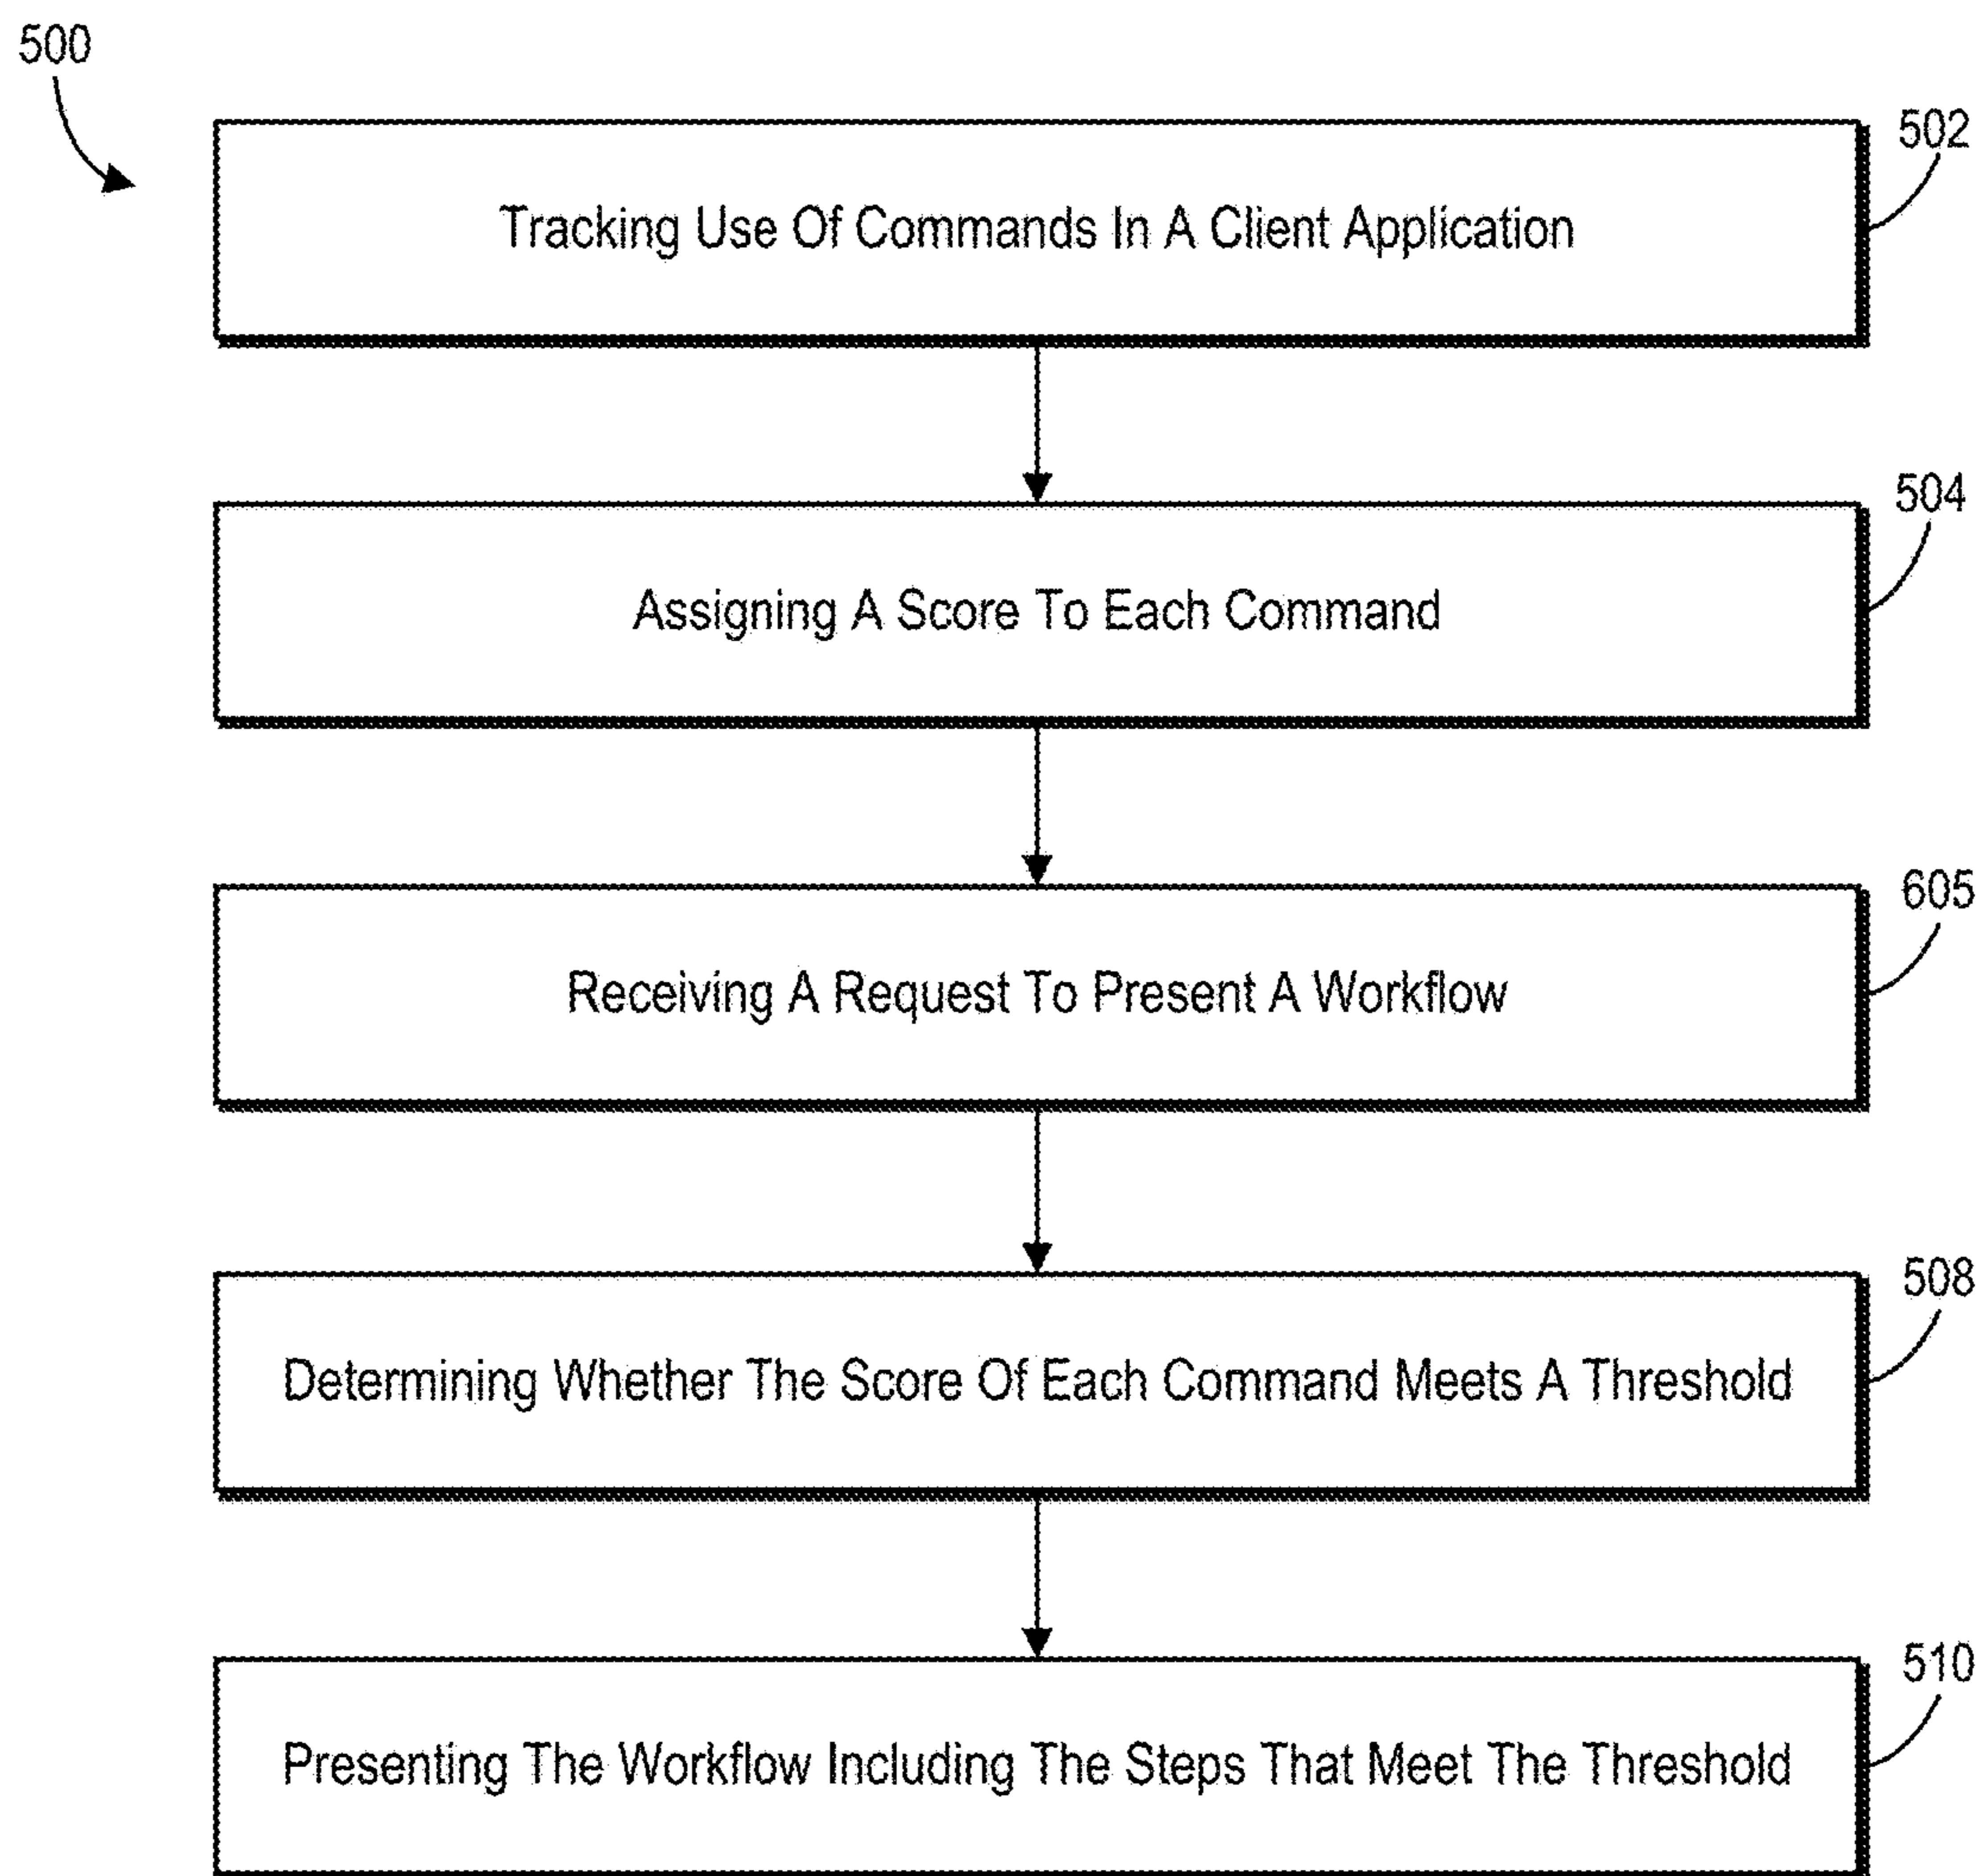 500
502
Tracking Use Of Commands In A Client Application
504
Assigning A Score To Each Command
605
Receiving A Request To Present A Workflow
508
Determining Whether The Score Of Each Command Meets A Threshold
510
Presenting The Workflow Including The Steps That Meet The Threshold